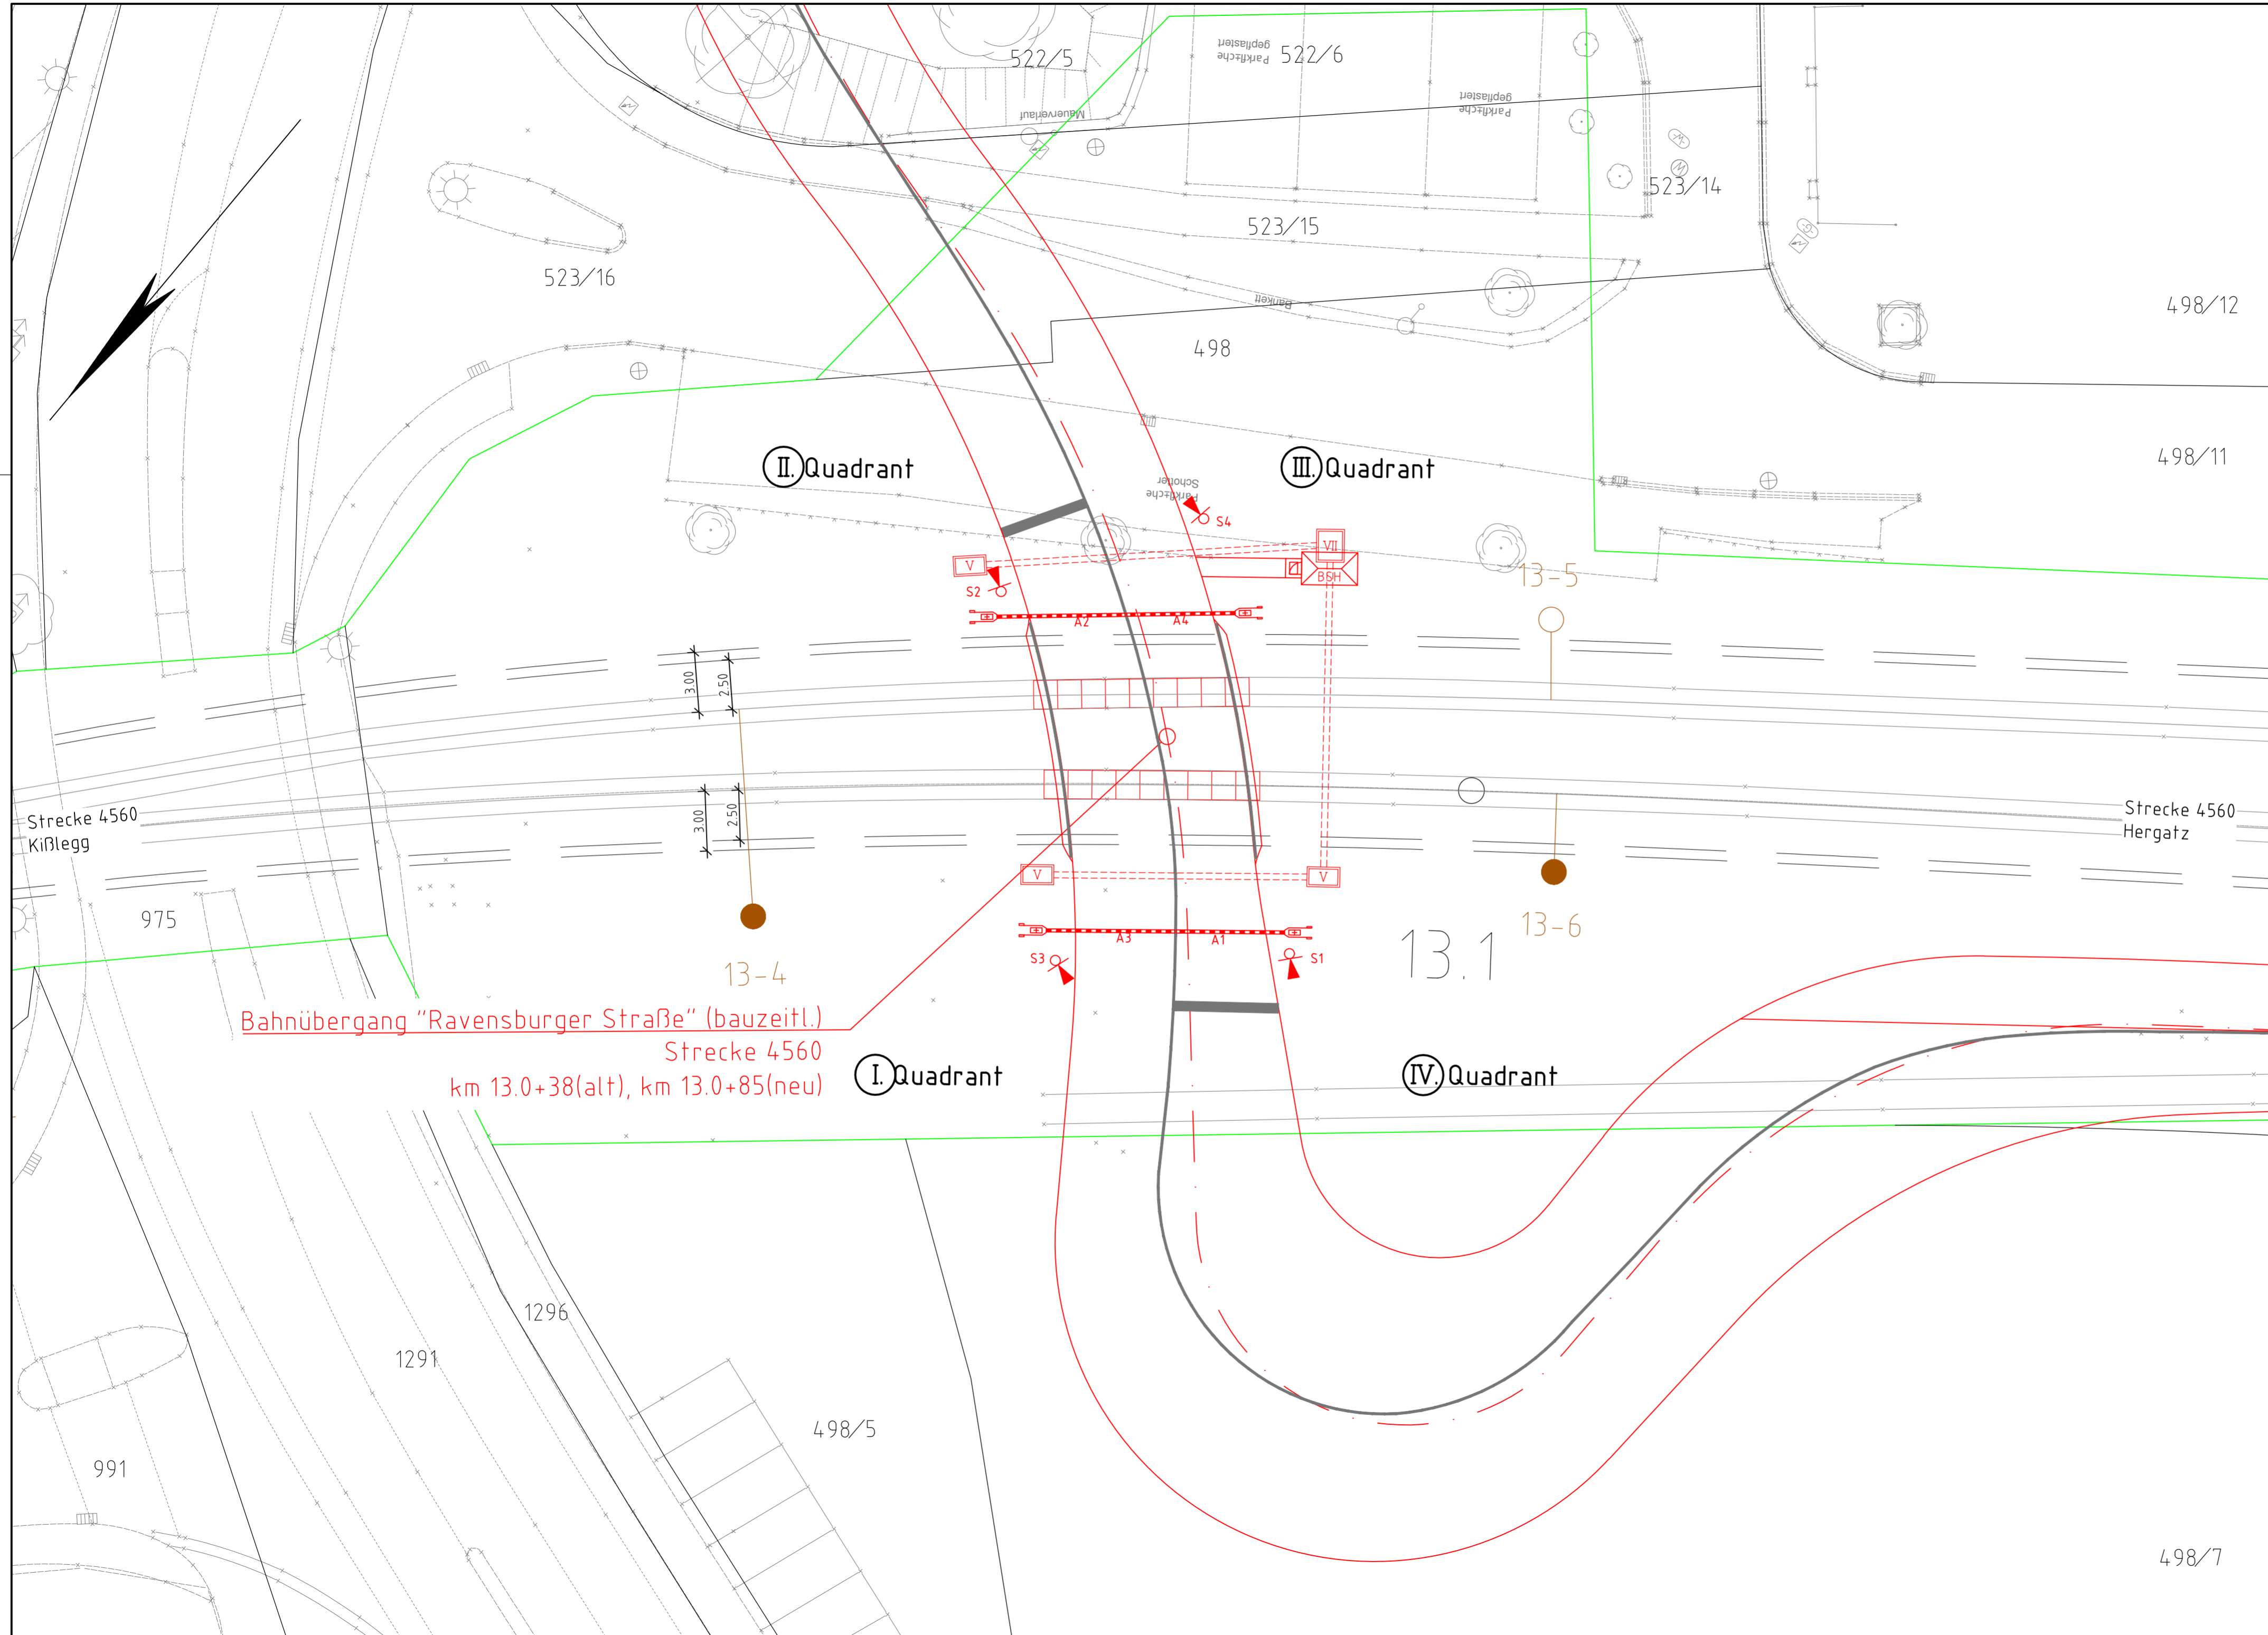 522/5
522/6
Parkfläche
gepflastert
Parkfläche
gepflastert
Mauerverlauf
523/14
523/15
523/16
Bankett
498/12
498
498/11
II. Quadrant
III. Quadrant
Parkfläche
Schotter
S4
V
VII
BSH
S2
13-5
A2
A4
3.00
2.50
3.00
2.50
Strecke 4560
Kißlegg
Strecke 4560
Hergatz
V
V
975
13-4
A3
A1
S3
S1
13.1
13-6
Bahnübergang "Ravensburger Straße" (bauzeitl.)
Strecke 4560
km 13.0+38(alt), km 13.0+85(neu)
I. Quadrant
IV. Quadrant
1296
1291
498/5
991
498/7